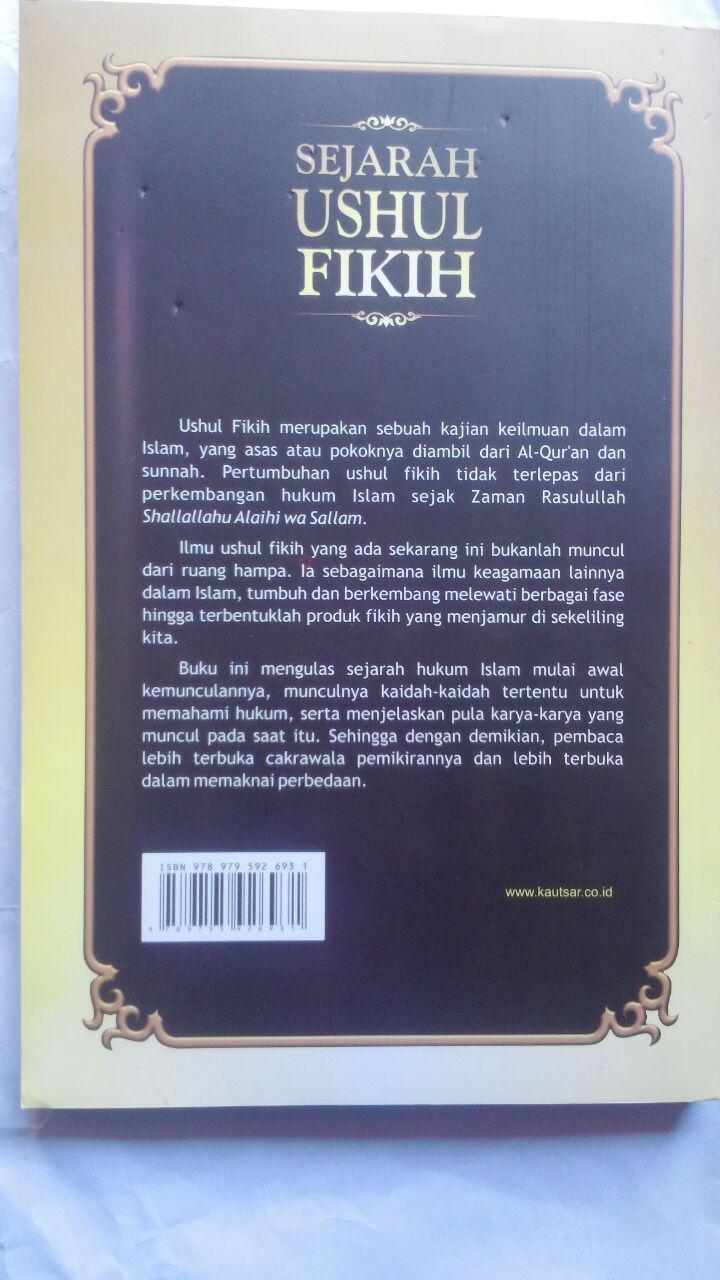 SEJARAH
USHUL
FIKIH
Ushul Fikih merupakan sebuah kajian keilmuan dalam
Islam, yang asas atau pokoknya diambil dari Al-Qur'an dan
sunnah. Pertumbuhan ushul fikih tidak terlepas dari
perkembangan hukum Islam sejak Zaman Rasulullah
Shallallahu Alaihi wa Sallam.
Ilmu ushul fikih yang ada sekarang ini bukanlah muncul
dari ruang hampa. Ia sebagaimana ilmu keagamaan lainnya
dalam Islam, tumbuh dan berkembang melewati berbagai fase
hingga terbentuklah produk fikih yang menjamur di sekeliling
kita.
Buku ini mengulas sejarah hukum Islam mulai awal
kemunculannya, munculnya kaidah-kaidah tertentu untuk
memahami hukum, serta menjelaskan pula karya-karya yang
muncul pada saat itu. Sehingga dengan demikian, pembaca
lebih terbuka cakrawala pemikirannya dan lebih terbuka
dalam memaknai perbedaan.
ISBN 978 979 592 693 1
9 789795 926931
www.kautsar.co.id